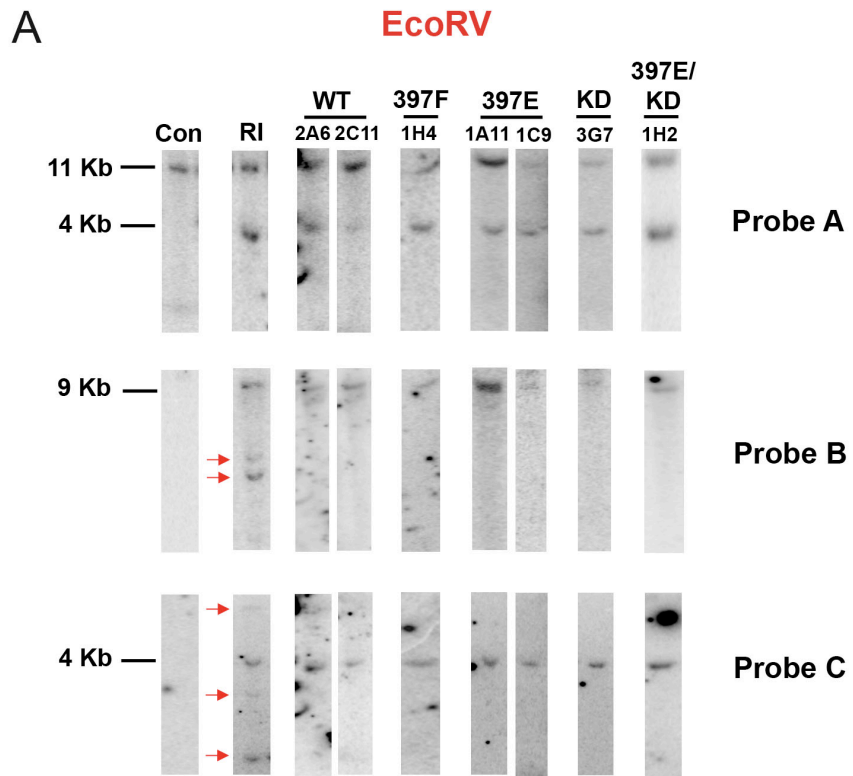 A
EcoRV
Con RI WT 397F 397E KD 397E/
KD
2A6 2C11 1H4 1A11 1C9 3G7 1H2
11 Kb
4 Kb
Probe A
9 Kb
Probe B
4 Kb
Probe C